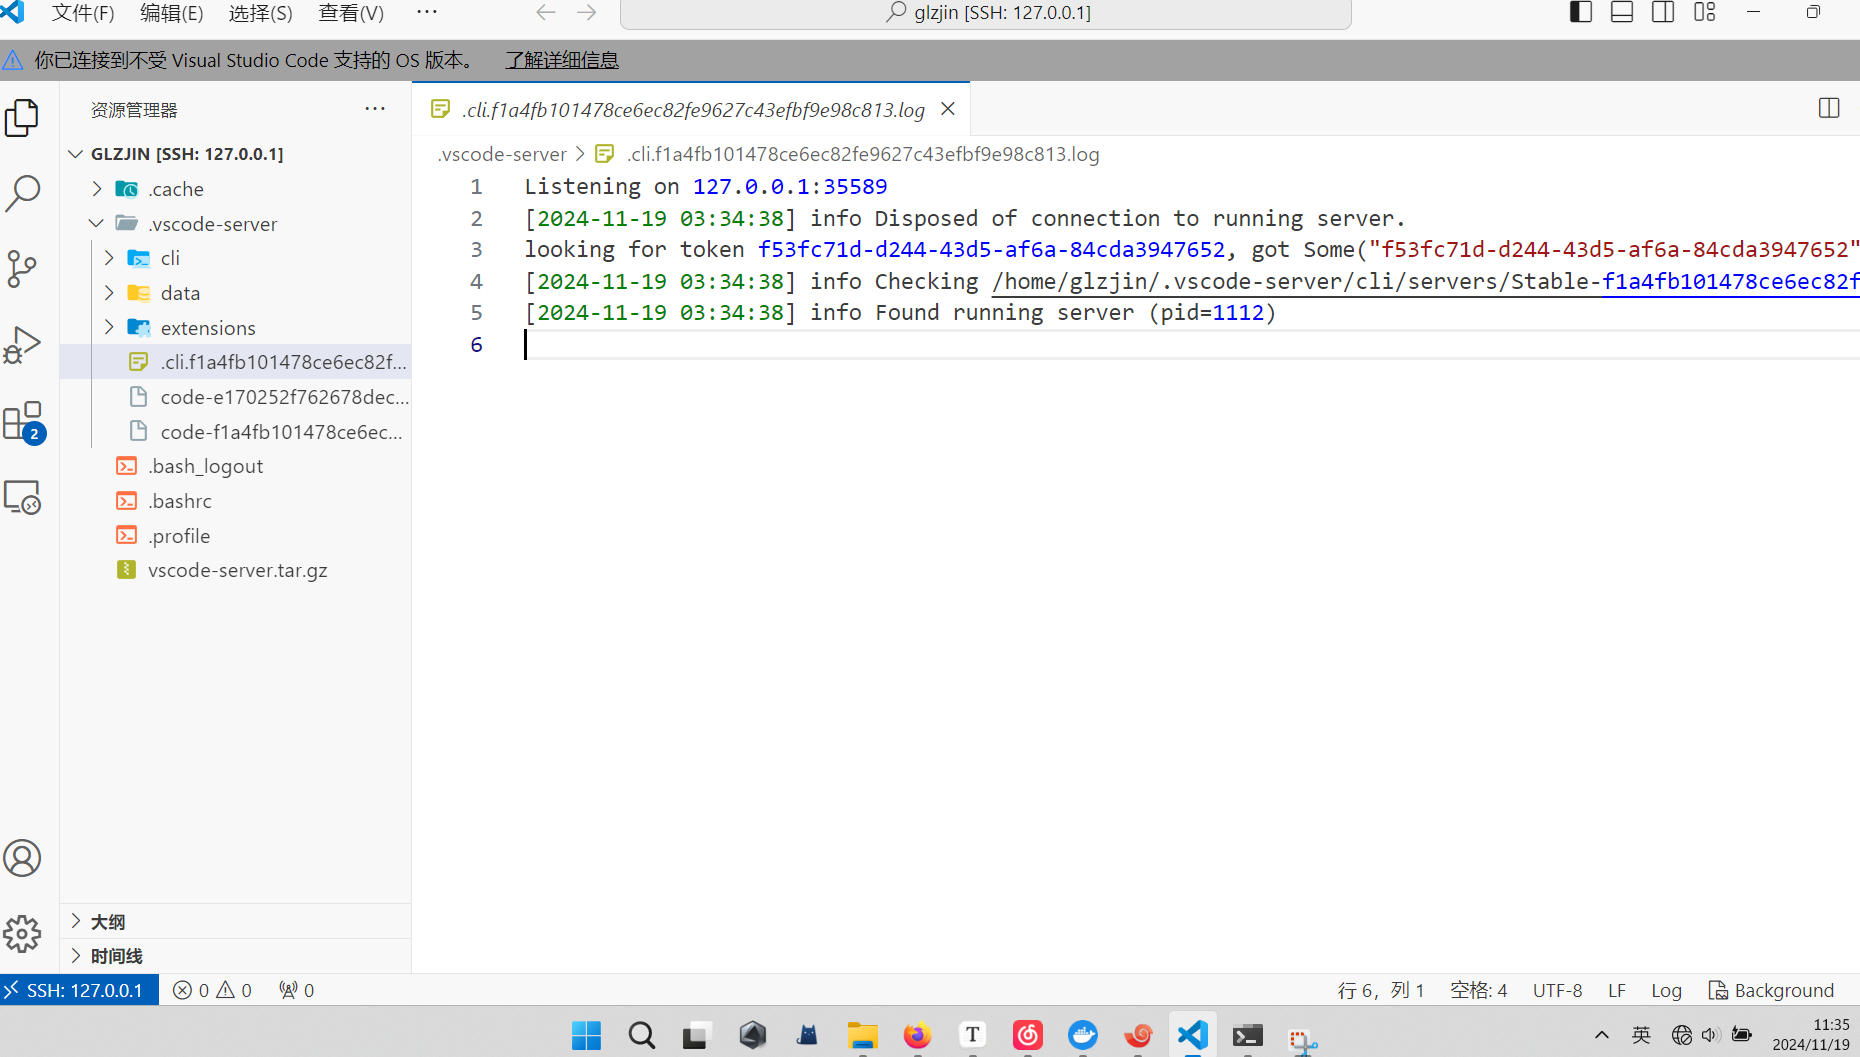 文件(F) 编辑(E) 选择(S) 查看(V) ··· glzjin [SSH: 127.0.0.1]
你已连接到不受 Visual Studio Code 支持的 OS 版本。 了解详细信息
资源管理器 ···
.cli.f1a4fb101478ce6ec82fe9627c43efbf9e98c813.log
GLZJIN [SSH: 127.0.0.1]
.cache
.vscode-server
cli
data
extensions
.cli.f1a4fb101478ce6ec82f...
code-e170252f762678dec...
code-f1a4fb101478ce6ec...
.bash_logout
.bashrc
.profile
vscode-server.tar.gz
大纲
时间线
2
.vscode-server > .cli.f1a4fb101478ce6ec82fe9627c43efbf9e98c813.log
1 Listening on 127.0.0.1:35589
2 [2024-11-19 03:34:38] info Disposed of connection to running server.
3 looking for token f53fc71d-d244-43d5-af6a-84cda3947652, got Some("f53fc71d-d244-43d5-af6a-84cda3947652"
4 [2024-11-19 03:34:38] info Checking /home/glzjin/.vscode-server/cli/servers/Stable-f1a4fb101478ce6ec82f
5 [2024-11-19 03:34:38] info Found running server (pid=1112)
6
SSH: 127.0.0.1 0 0 0 行 6，列 1 空格: 4 UTF-8 LF Log Background
T 英 11:35
2024/11/19